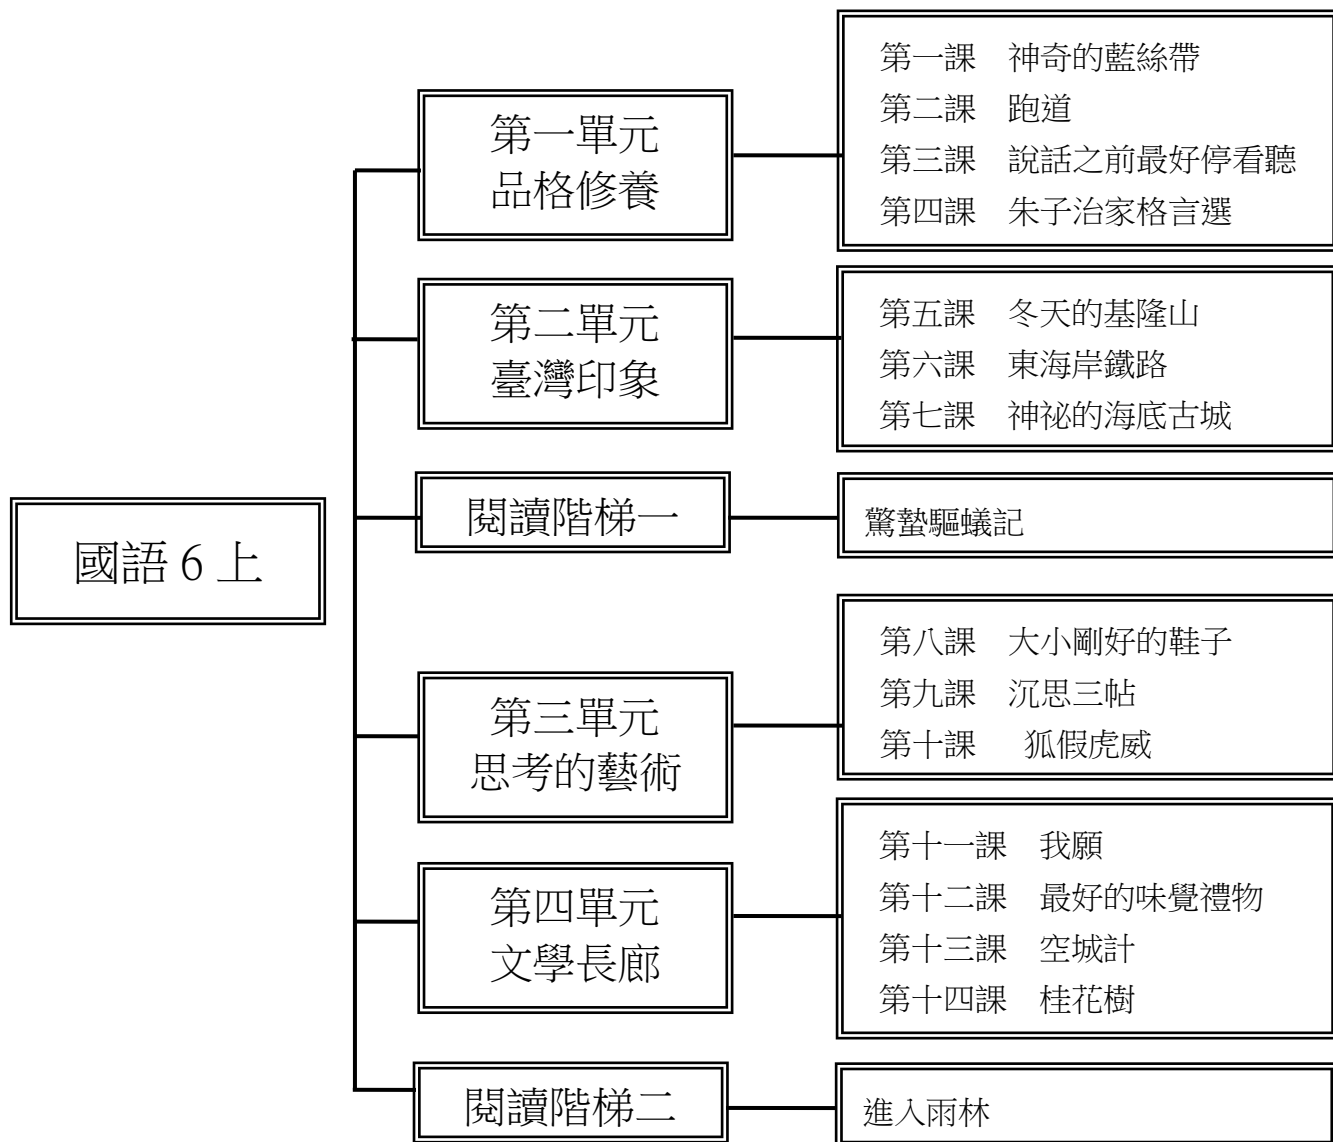 國語 6 上
第一單元
品格修養
第一課 神奇的藍絲帶
第二課 跑道
第三課 說話之前最好停看聽
第四課 朱子治家格言選
第二單元
臺灣印象
第五課 冬天的基隆山
第六課 東海岸鐵路
第七課 神祕的海底古城
閱讀階梯一
驚蟄驅蟻記
第三單元
思考的藝術
第八課 大小剛好的鞋子
第九課 沉思三帖
第十課 狐假虎威
第四單元
文學長廊
第十一課 我願
第十二課 最好的味覺禮物
第十三課 空城計
第十四課 桂花樹
閱讀階梯二
進入雨林